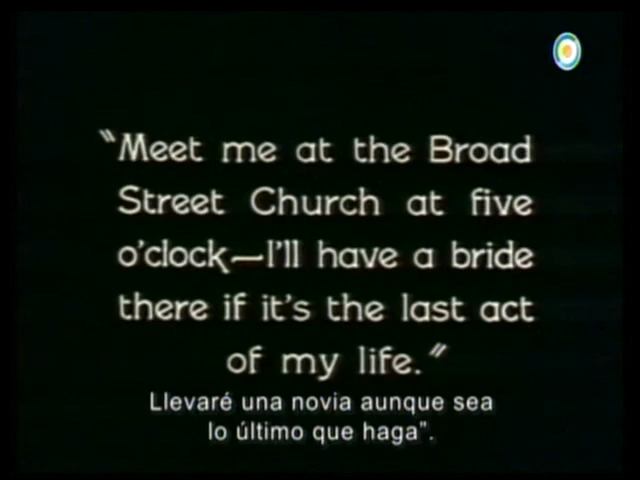 “Meet me at the Broad
Street Church at five
o'clock—I'll have a bride
there if it's the last act
of my life.”
Llevaré una novia aunque sea
lo último que haga".